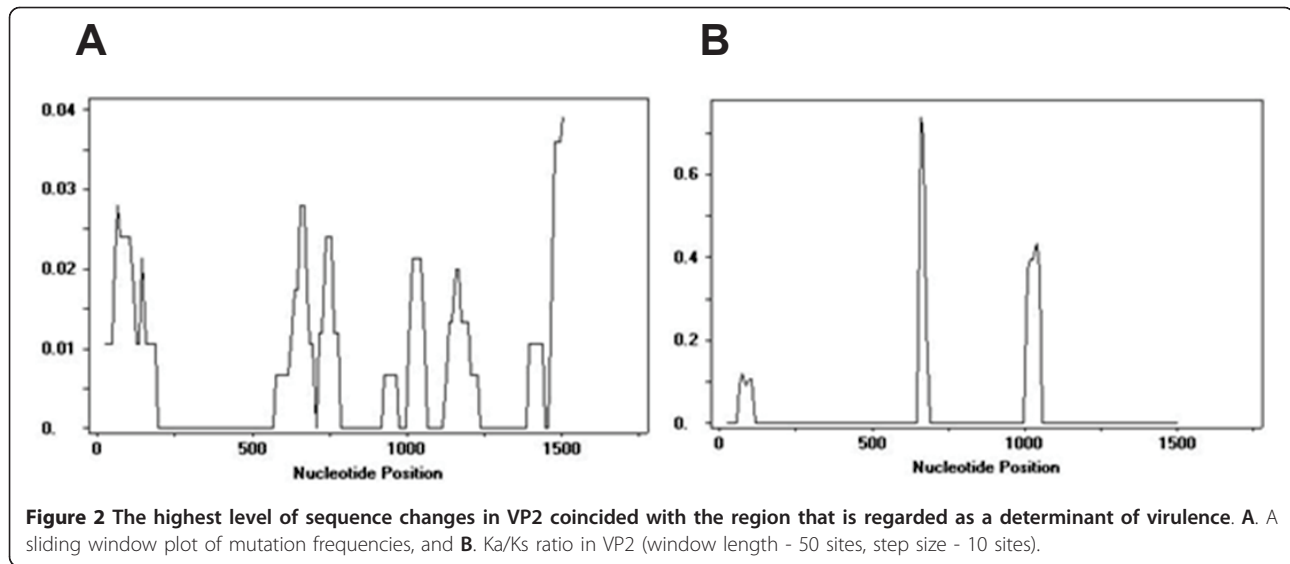 A
B
0.04
0.03
0.02
0.01
0.
0
500
1000
1500
Nucleotide Position
0.6
0.4
0.2
0.
0
500
1000
1500
Nucleotide Position
Figure 2 The highest level of sequence changes in VP2 coincided with the region that is regarded as a determinant of virulence. A. A
sliding window plot of mutation frequencies, and B. Ka/Ks ratio in VP2 (window length - 50 sites, step size - 10 sites).